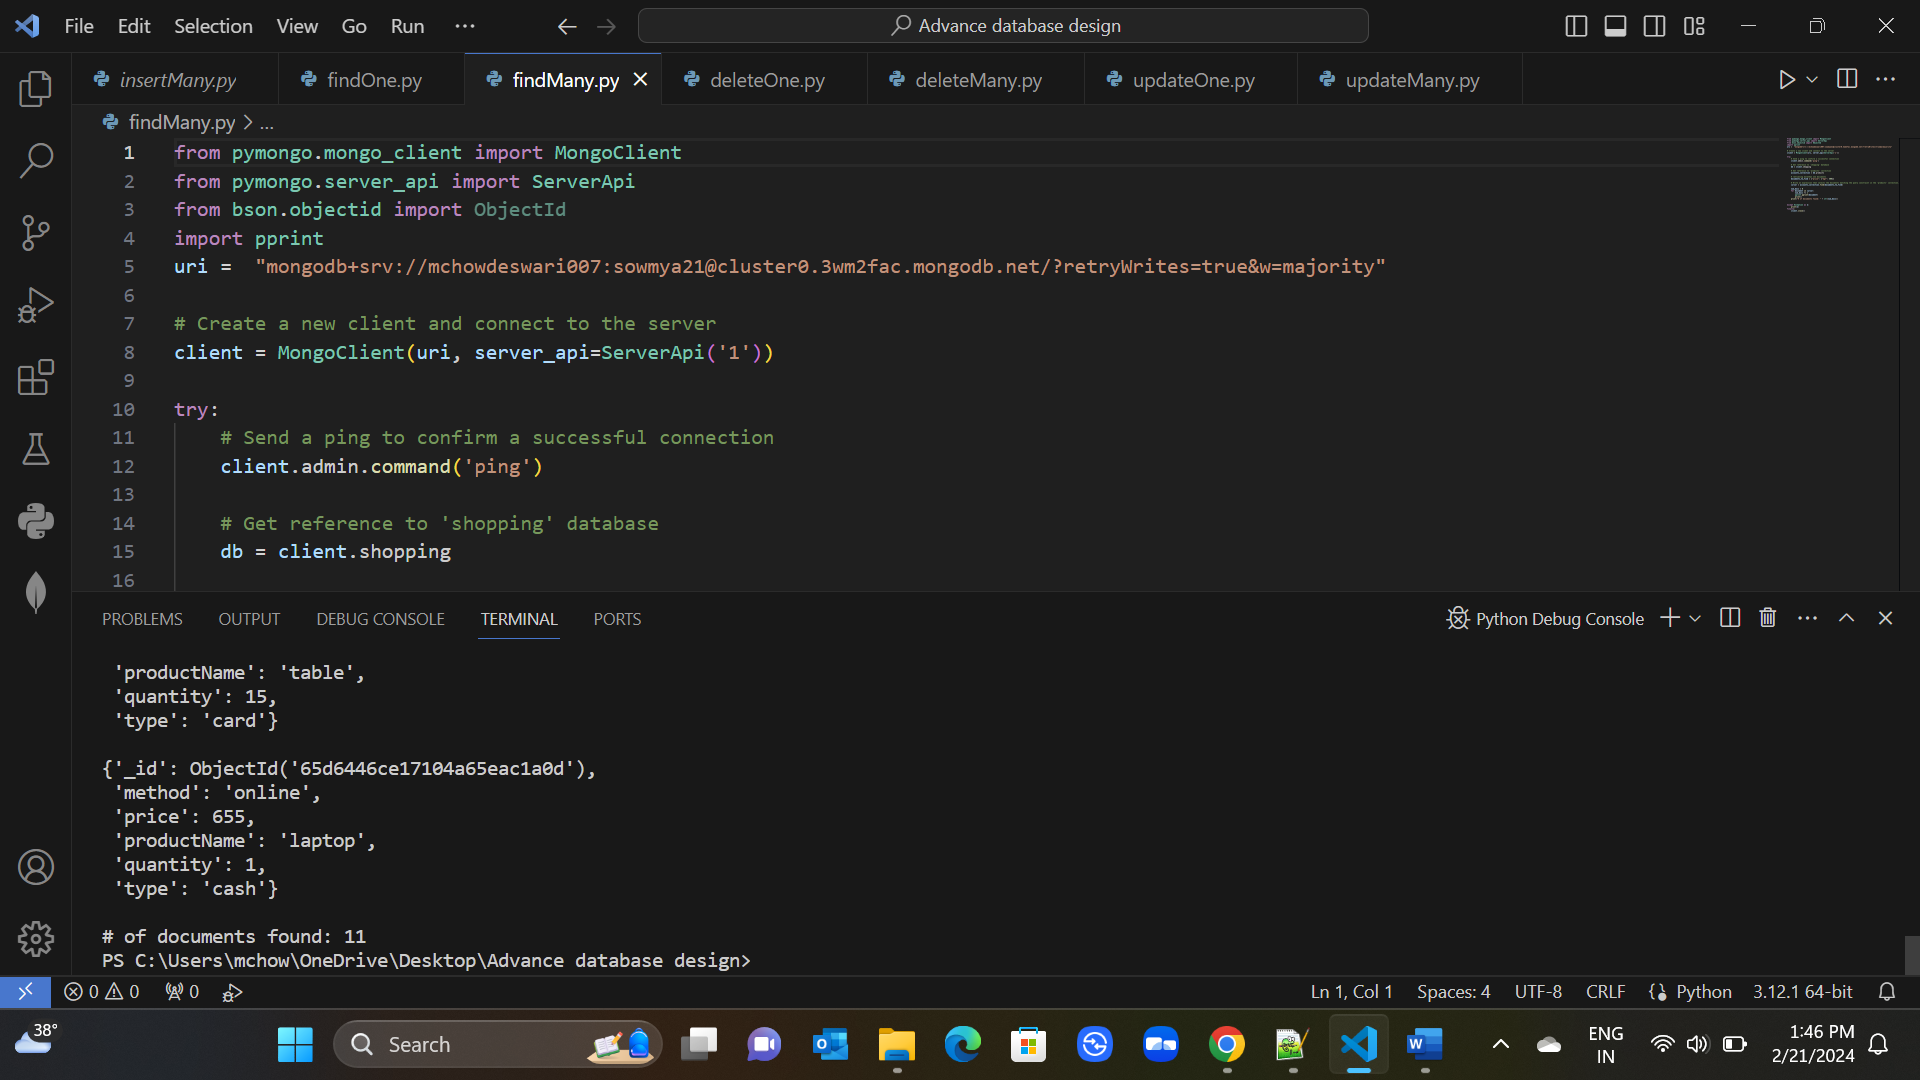 File Edit Selection View Go Run ··· Advance database design
insertMany.py findOne.py findMany.py deleteOne.py deleteMany.py updateOne.py updateMany.py
findMany.py > ...
1 from pymongo.mongo_client import MongoClient
2 from pymongo.server_api import ServerApi
3 from bson.objectid import ObjectId
4 import pprint
5 uri =  "mongodb+srv://mchowdeswari007:sowmya21@cluster0.3wm2fac.mongodb.net/?retryWrites=true&w=majority"
6
7 # Create a new client and connect to the server
8 client = MongoClient(uri, server_api=ServerApi('1'))
9
10 try:
11 # Send a ping to confirm a successful connection
12 client.admin.command('ping')
13
14 # Get reference to 'shopping' database
15 db = client.shopping
16
PROBLEMS OUTPUT DEBUG CONSOLE TERMINAL PORTS Python Debug Console
'productName': 'table',
'quantity': 15,
'type': 'card'}
{'_id': ObjectId('65d6446ce17104a65eac1a0d'),
'method': 'online',
'price': 655,
'productName': 'laptop',
'quantity': 1,
'type': 'cash'}
# of documents found: 11
PS C:\Users\mchow\OneDrive\Desktop\Advance database design>
0 0 0 Ln 1, Col 1 Spaces: 4 UTF-8 CRLF Python 3.12.1 64-bit
38° Search ENG 1:46 PM
IN 2/21/2024